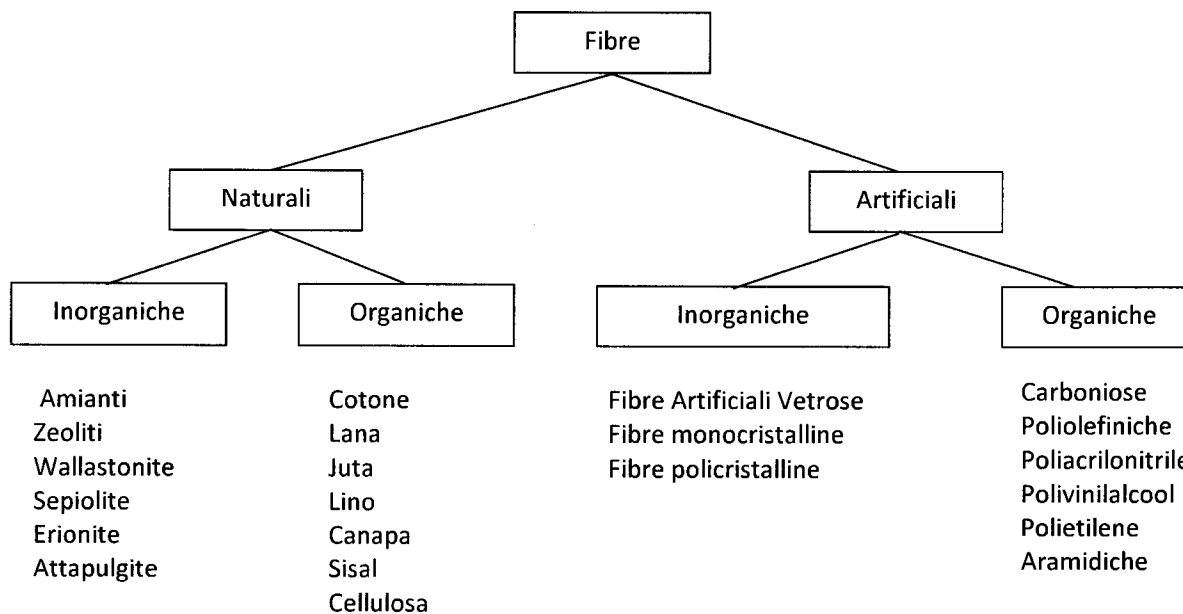 Fibre
Naturali
Artificiali
Inorganiche
Organiche
Inorganiche
Organiche
Amianti
Zeoliti
Wallastonite
Sepiolite
Erionite
Attapulgite
Cotone
Lana
Juta
Lino
Canapa
Sisal
Cellulosa
Fibre Artificiali Vetrose
Fibre monocristalline
Fibre policristalline
Carboniose
Poliolefiniche
Poliacrilonitrile
Polivinilalcool
Polietilene
Aramidiche